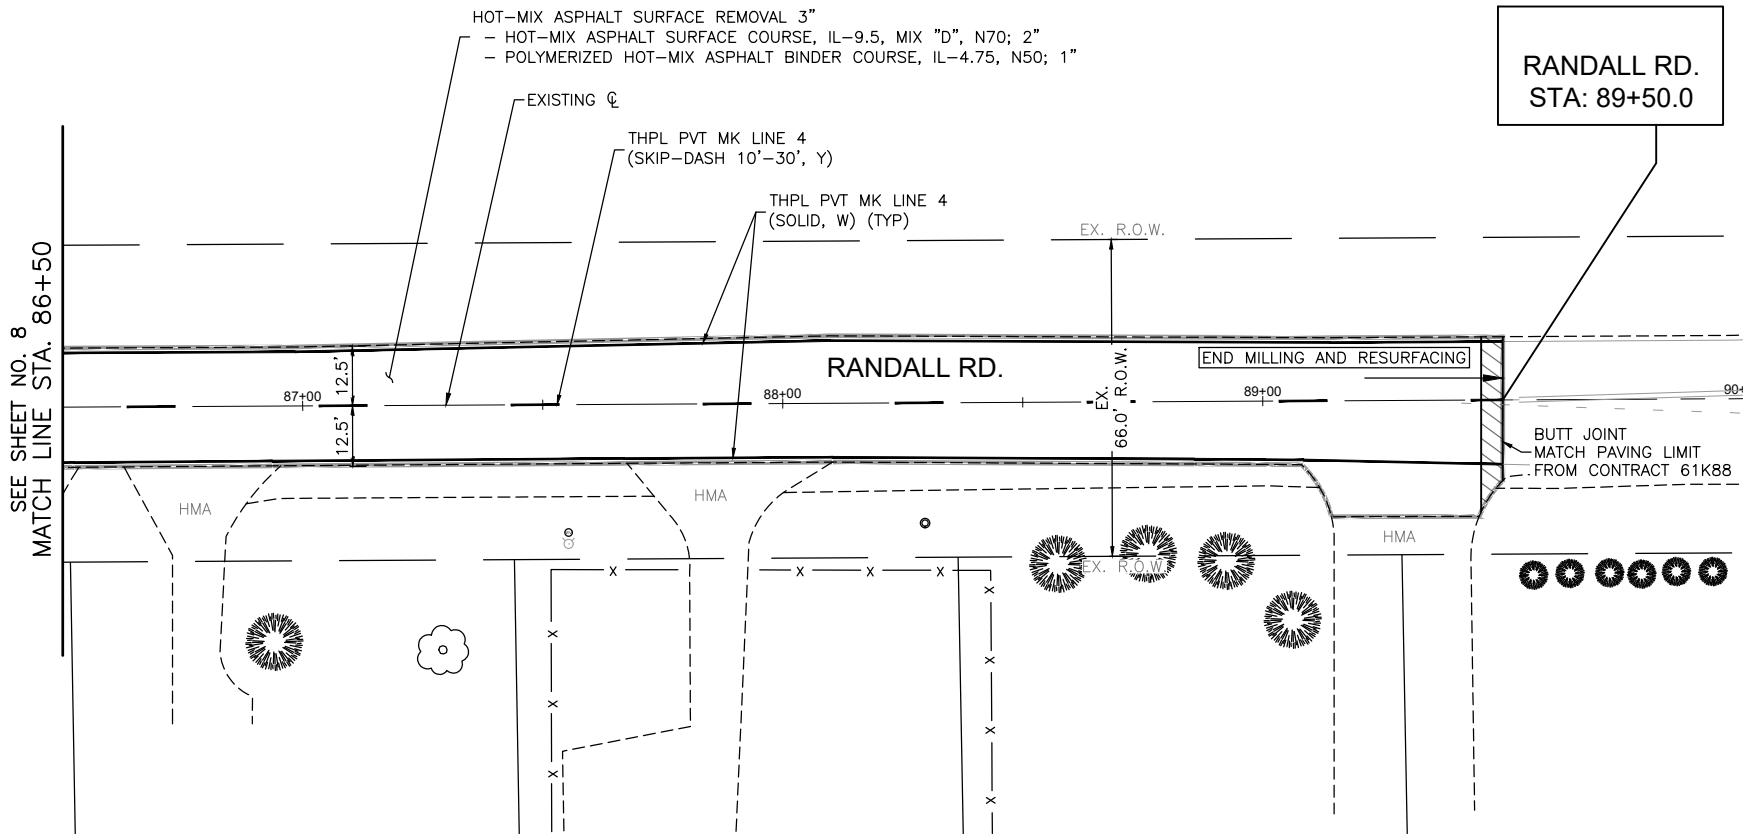 HOT-MIX ASPHALT SURFACE REMOVAL 3"
- HOT-MIX ASPHALT SURFACE COURSE, IL-9.5, MIX "D", N70; 2"
- POLYMERIZED HOT-MIX ASPHALT BINDER COURSE, IL-4.75, N50; 1"
RANDALL RD.
STA: 89+50.0
EXISTING ℄
THPL PVT MK LINE 4
(SKIP-DASH 10'-30', Y)
THPL PVT MK LINE 4
(SOLID, W) (TYP)
EX. R.O.W.
SEE SHEET NO. 8
MATCH LINE STA. 86+50
12.5'
12.5'
87+00
88+00
RANDALL RD.
EX.
66.0' R.O.W.
END MILLING AND RESURFACING
89+00
90+
BUTT JOINT
MATCH PAVING LIMIT
FROM CONTRACT 61K88
HMA
HMA
HMA
EX. R.O.W.
X
X
X
X
X
X
X
X
X
X
X